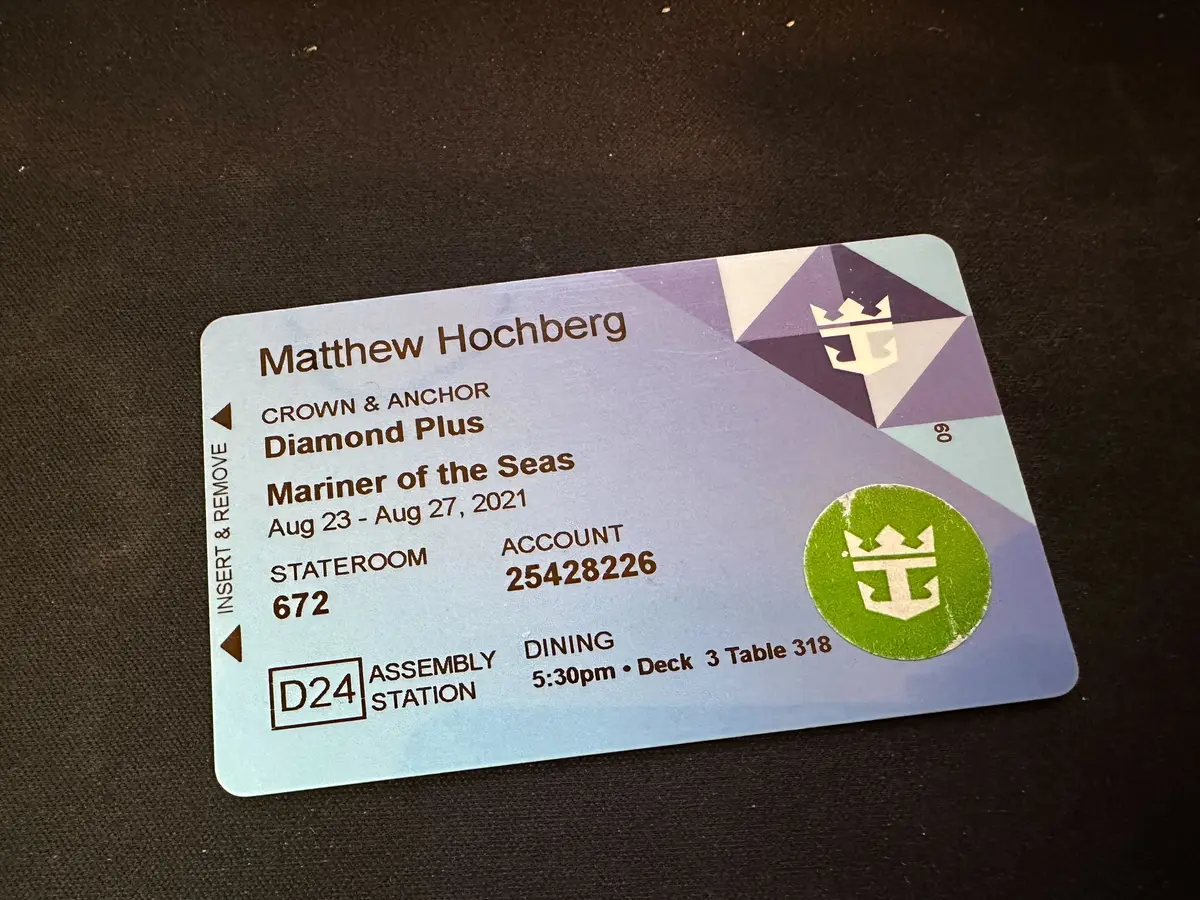 Matthew Hochberg
CROWN & ANCHOR
Diamond Plus
Mariner of the Seas
Aug 23 - Aug 27, 2021
STATEROOM
672
ACCOUNT
25428226
D24
ASSEMBLY
STATION
DINING
5:30pm • Deck 3 Table 318
INSERT & REMOVE
09